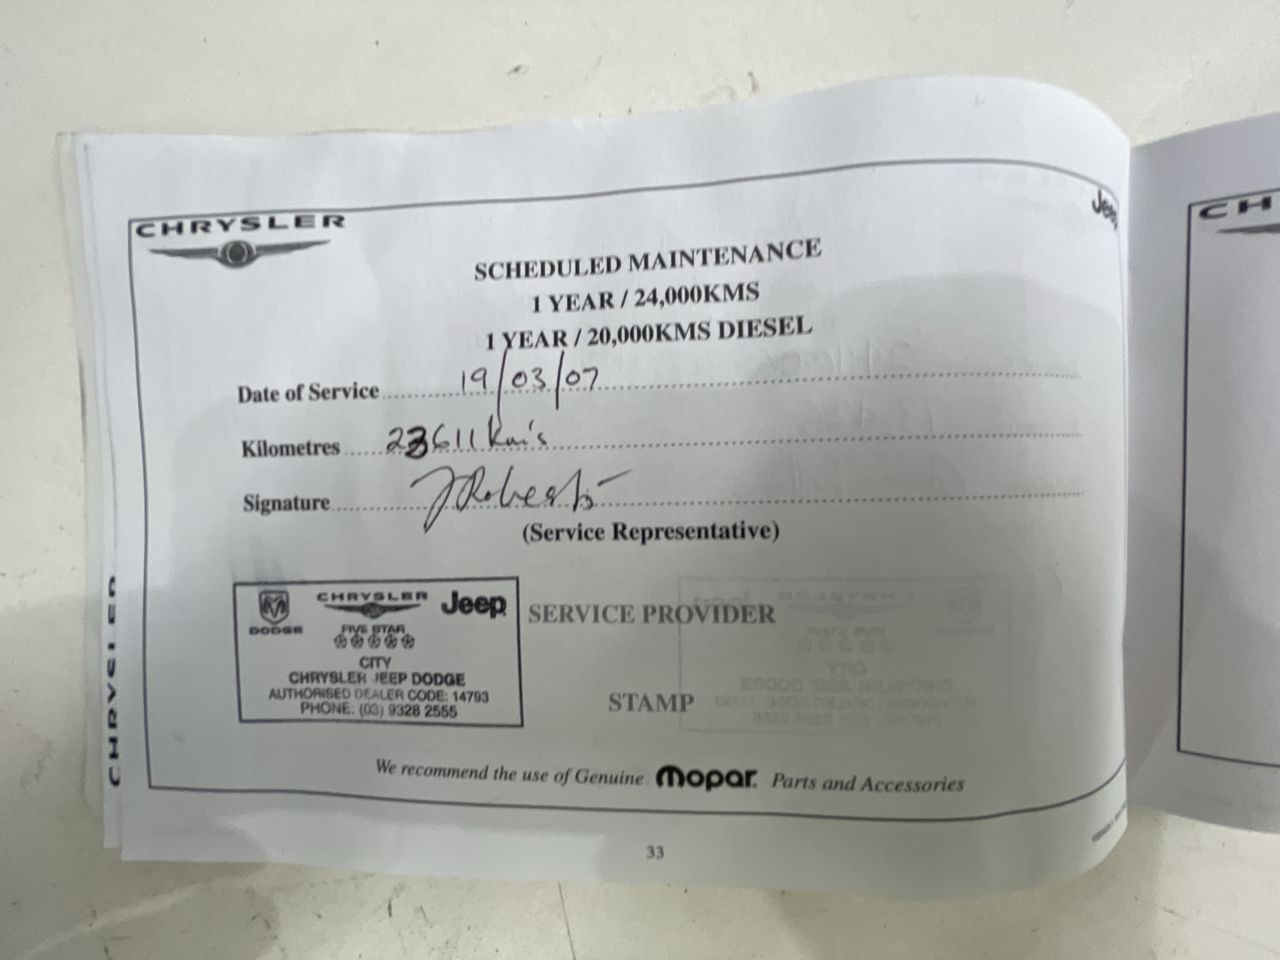 CHRYSLER
Jeep
SCHEDULED MAINTENANCE
1 YEAR / 24,000KMS
1 YEAR / 20,000KMS DIESEL
Date of Service 19/03/07
Kilometres 23611 Km's
Signature J Roberts
(Service Representative)
DODGE
CHRYSLER
Jeep
FIVE STAR
CITY
CHRYSLER JEEP DODGE
AUTHORISED DEALER CODE: 14793
PHONE: (03) 9328 2555
SERVICE PROVIDER
STAMP
We recommend the use of Genuine Mopar. Parts and Accessories
33
CHRYSLER
CH